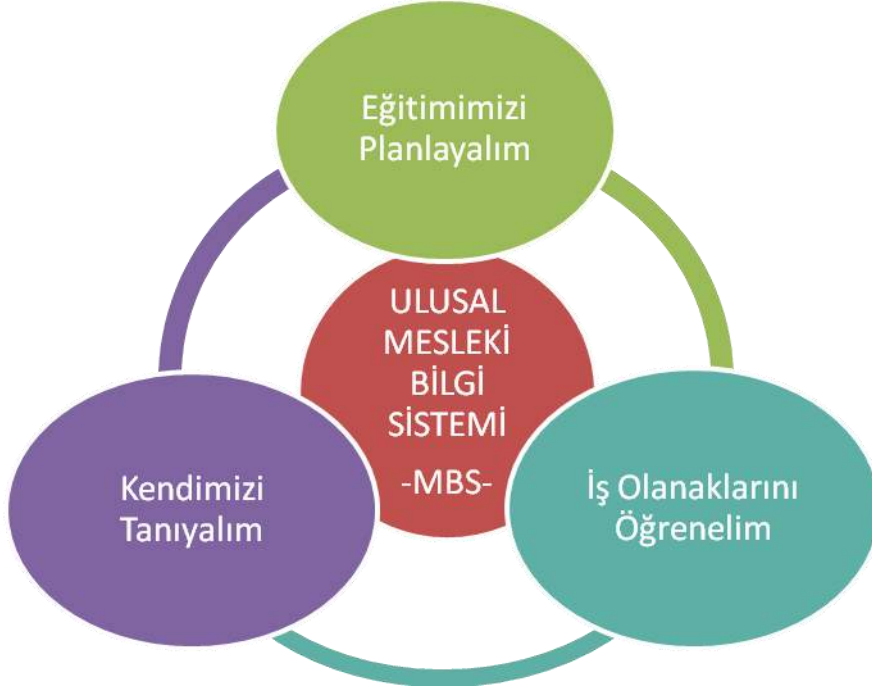 Eğitimimizi
Planlayalım
ULUSAL
MESLEKİ
BİLGİ
SİSTEMİ
-MBS-
Kendimizi
Tanıyalım
İş Olanaklarını
Öğrenelim